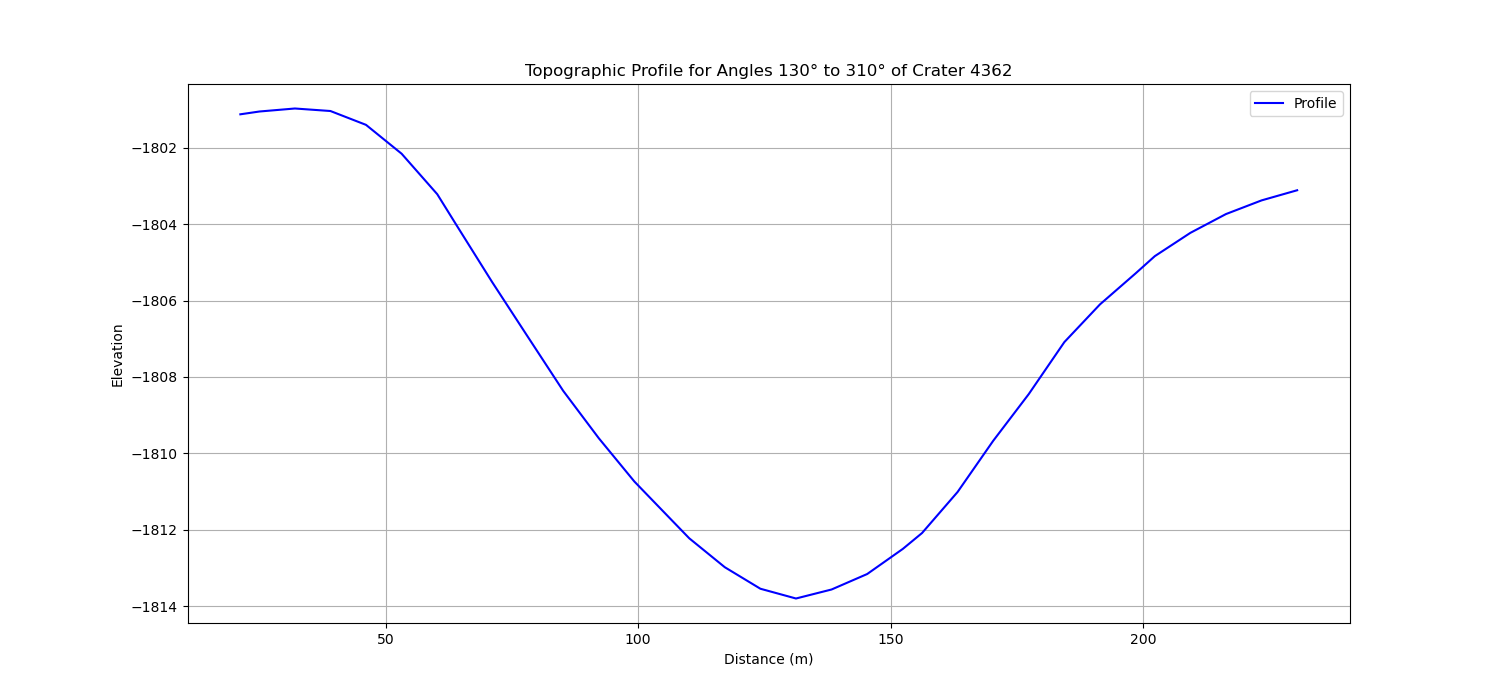 Topographic Profile for Angles 130° to 310° of Crater 4362
Profile
−1802
−1804
−1806
−1808
−1810
−1812
−1814
Elevation
50
100
150
200
Distance (m)